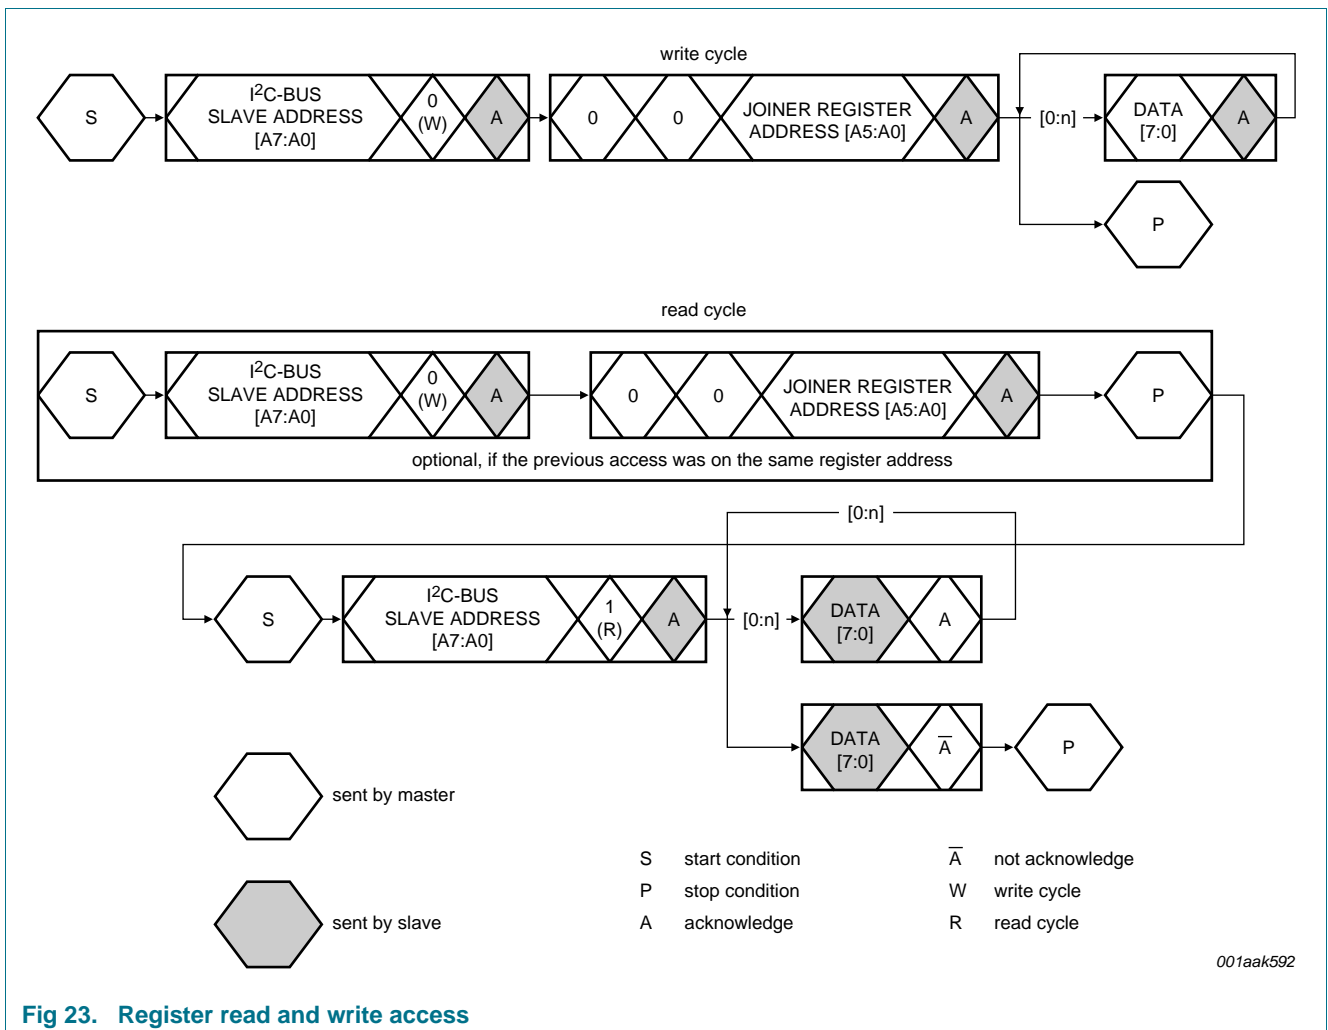 write cycle
S
I2C-BUS
SLAVE ADDRESS
[A7:A0]
0
(W)
A
0
0
JOINER REGISTER
ADDRESS [A5:A0]
A
[0:n]
DATA
[7:0]
A
P
read cycle
S
I2C-BUS
SLAVE ADDRESS
[A7:A0]
0
(W)
A
0
0
JOINER REGISTER
ADDRESS [A5:A0]
A
P
optional, if the previous access was on the same register address
[0:n]
S
I2C-BUS
SLAVE ADDRESS
[A7:A0]
1
(R)
A
[0:n]
DATA
[7:0]
A
DATA
[7:0]
A̅
P
sent by master
sent by slave
S start condition
P stop condition
A acknowledge
A̅ not acknowledge
W write cycle
R read cycle
001aak592
Fig 23. Register read and write access